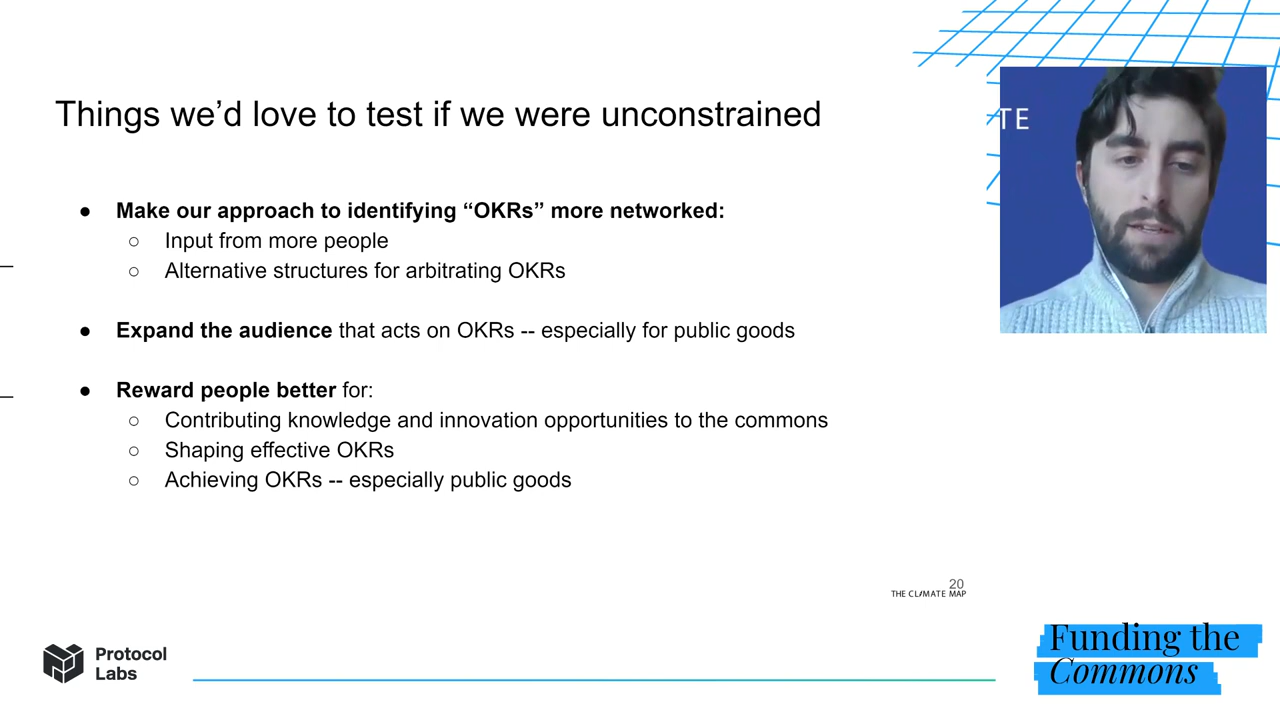 Things we’d love to test if we were unconstrained
TE
● Make our approach to identifying “OKRs” more networked:
○ Input from more people
○ Alternative structures for arbitrating OKRs
● Expand the audience that acts on OKRs -- especially for public goods
● Reward people better for:
○ Contributing knowledge and innovation opportunities to the commons
○ Shaping effective OKRs
○ Achieving OKRs -- especially public goods
20
THE CLIMATE MAP
Protocol
Labs
Funding the
Commons